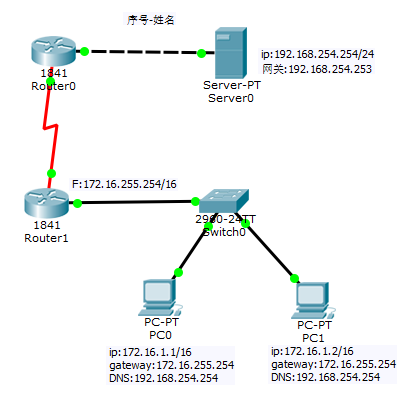 序号-姓名
1841
Router0
Server-PT
Server0
ip:192.168.254.254/24
网关:192.168.254.253
F:172.16.255.254/16
1841
Router1
2960-24TT
Switch0
PC-PT
PC0
ip:172.16.1.1/16
gateway:172.16.255.254
DNS:192.168.254.254
PC-PT
PC1
ip:172.16.1.2/16
gateway:172.16.255.254
DNS:192.168.254.254